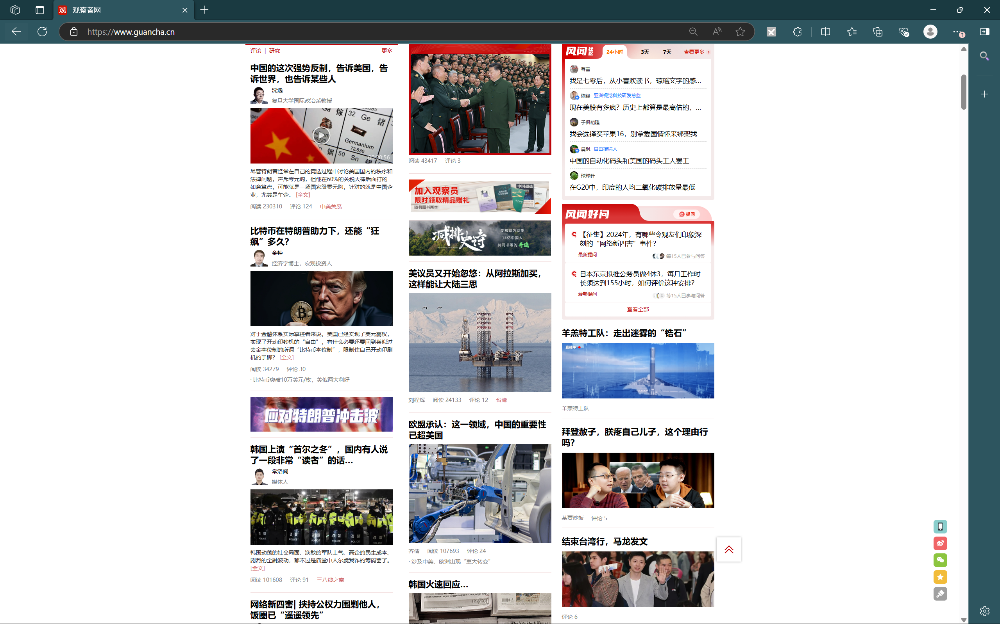 观察者网
https://www.guancha.cn
评论 | 研究
更多
中国的这次强势反制，告诉美国，告
诉世界，也告诉某些人
沈逸
复旦大学国际政治系教授
Ga
镓
32
Ge
锗
Gallium
69.723
Germanium
72.630
铟
50
Sn
00:20:56
尽管特朗普经常在自己的竞选过程中讨论美国国内的秩序和
法律问题，声斥零元购，但他在60%的关税大棒后面打的
如意算盘，可能就是一场国家级零元购，针对的就是中国企
业，尤其是车企。 [全文]
阅读 230310 评论 124 中美关系
比特币在特朗普助力下，还能“狂
飙”多久？
金钟
经济学博士，宏观投资人
对于金融体系实际掌控者来说，美国已经实现了美元霸权，
实现了开动印钞机的“自由”，有什么必要还要回到类似过
去金本位制的所谓“比特币本位制”，限制住自己开动印刷
机的手脚？ [全文]
阅读 34279 评论 30
· 比特币突破10万美元/枚，美俄两大利好
应对特朗普冲击波
韩国上演“首尔之冬”，国内有人说
了一段非常“读者”的话…
常洛闻
媒体人
경찰
POLICE
韩国动荡的社会局面、涣散的军队士气、高企的民生成本、
剧烈的金融波动，都不过是庙堂中人尔虞我诈的筹码罢了。
[全文]
阅读 101608 评论 91 三八线之南
网络新四害| 挟持公权力围剿他人，
饭圈已“遥遥领先”
阅读 43417 评论 3
加入观察员
限时领取精品赠礼
随机图书两本
中国超越
减排史诗
变枷锁为动能
14亿中国人
共同书写的奇迹
美议员又开始忽悠：从阿拉斯加买，
这样能让大陆三思
刘程辉 阅读 24133 评论 12 台湾
欧盟承认：这一领域，中国的重要性
已超美国
齐倩 阅读 107693 评论 24
· 涉及中美，欧洲出现“重大转变”
韩国火速回应…
风闻社区
24小时
3天
7天
查看更多 ›
暮雪
我是七零后，从小喜欢读书，琼瑶文字的感...
陈经 亚洲视觉科技研发总监
现在美股有多疯？历史上都算是最高估的，...
子枫裕隆
我会选择买苹果16，别拿爱国情怀来绑架我
晨枫 自由撰稿人
中国的自动化码头和美国的码头工人罢工
球球针
在G20中，印度的人均二氧化碳排放量最低
风闻好问
提问
【征集】2024年，有哪些令观友们印象深
刻的“网络新四害”事件？
最新提问
等15人已参与问答
日本东京拟推公务员做4休3，每月工作时
长须达到155小时，如何评价这种安排？
最新提问
等15人已参与问答
查看全部
羊羔特工队：走出迷雾的“锆石”
直播中
羊羔特工队
拜登赦子，朕疼自己儿子，这个理由行
吗？
基贾炒饭 评论 5
结束台湾行，马龙发文
评论 6